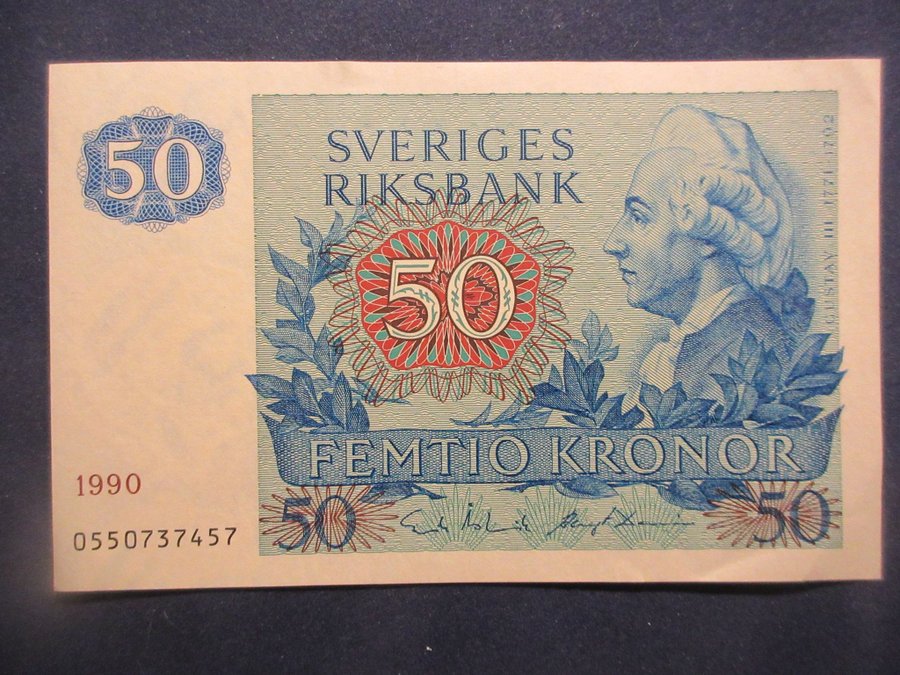 50
SVERIGES
RIKSBANK
50
GUSTAV III 1771-1792
FEMTIO KRONOR
1990
0550737457
50
50